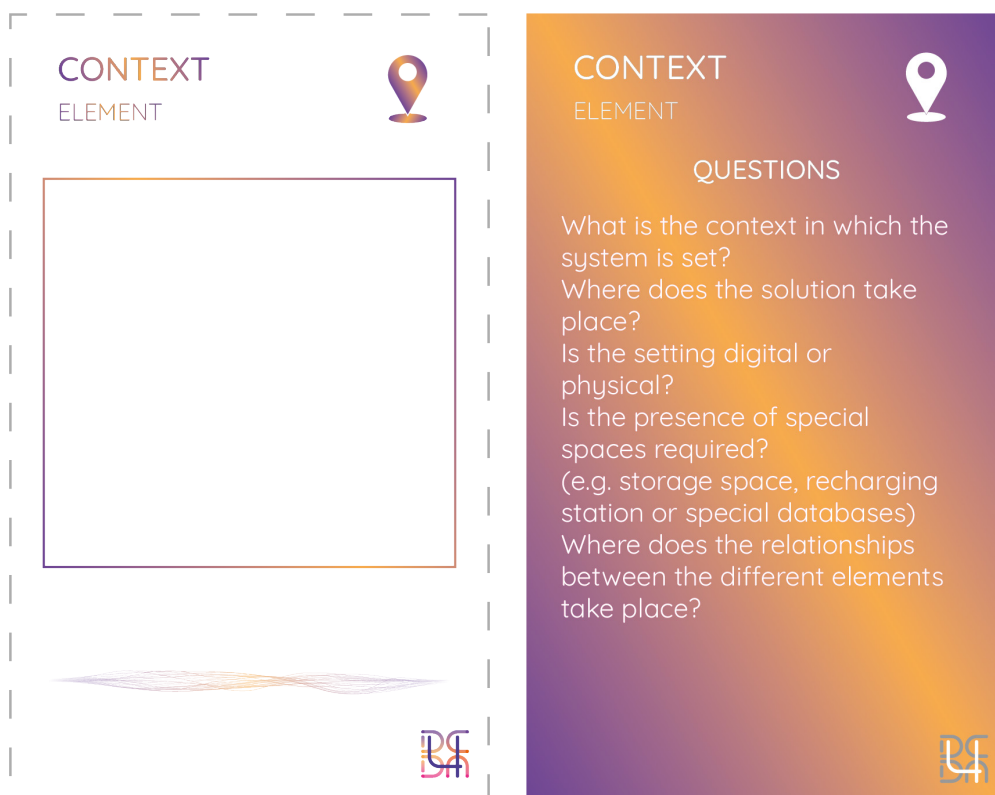 CONTEXT
ELEMENT
CONTEXT
ELEMENT
QUESTIONS
What is the context in which the
system is set?
Where does the solution take
place?
Is the setting digital or
physical?
Is the presence of special
spaces required?
(e.g. storage space, recharging
station or special databases)
Where does the relationships
between the different elements
take place?